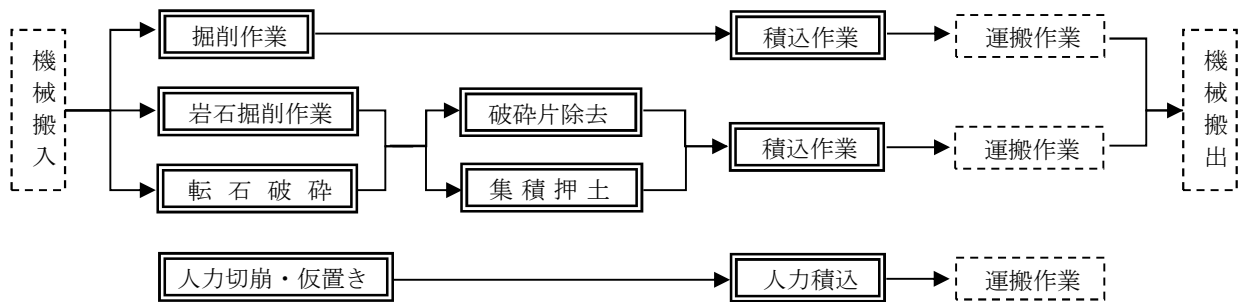 機械搬入
掘削作業
積込作業
運搬作業
岩石掘削作業
破砕片除去
積込作業
運搬作業
転石破砕
集積押土
機械搬出
人力切崩・仮置き
人力積込
運搬作業